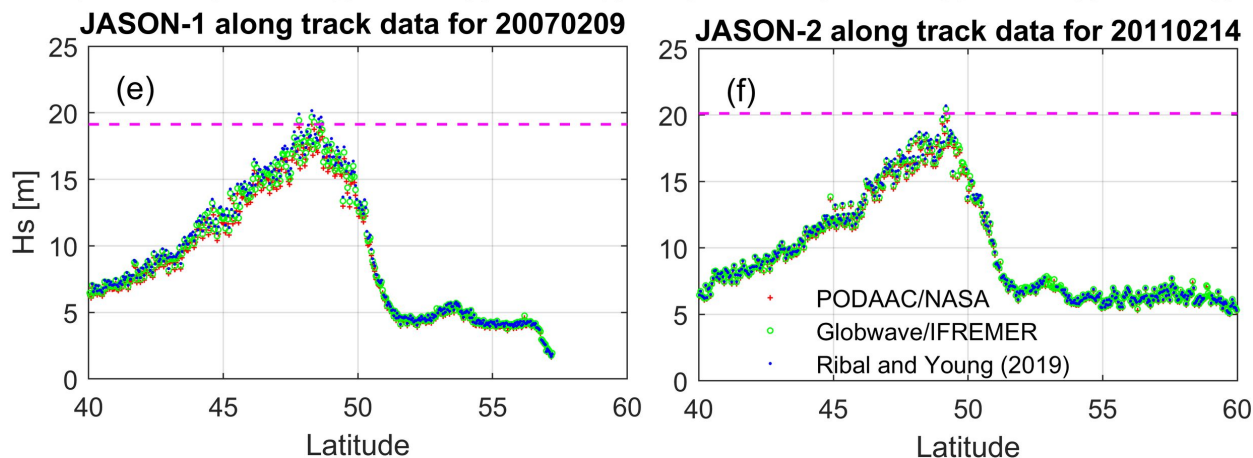 JASON-1 along track data for 20070209
(e)
Hs [m]
25
20
15
10
5
0
40 45 50 55 60
Latitude
JASON-2 along track data for 20110214
(f)
25
20
15
10
5
0
PODAAC/NASA
Globwave/IFREMER
Ribal and Young (2019)
40 45 50 55 60
Latitude